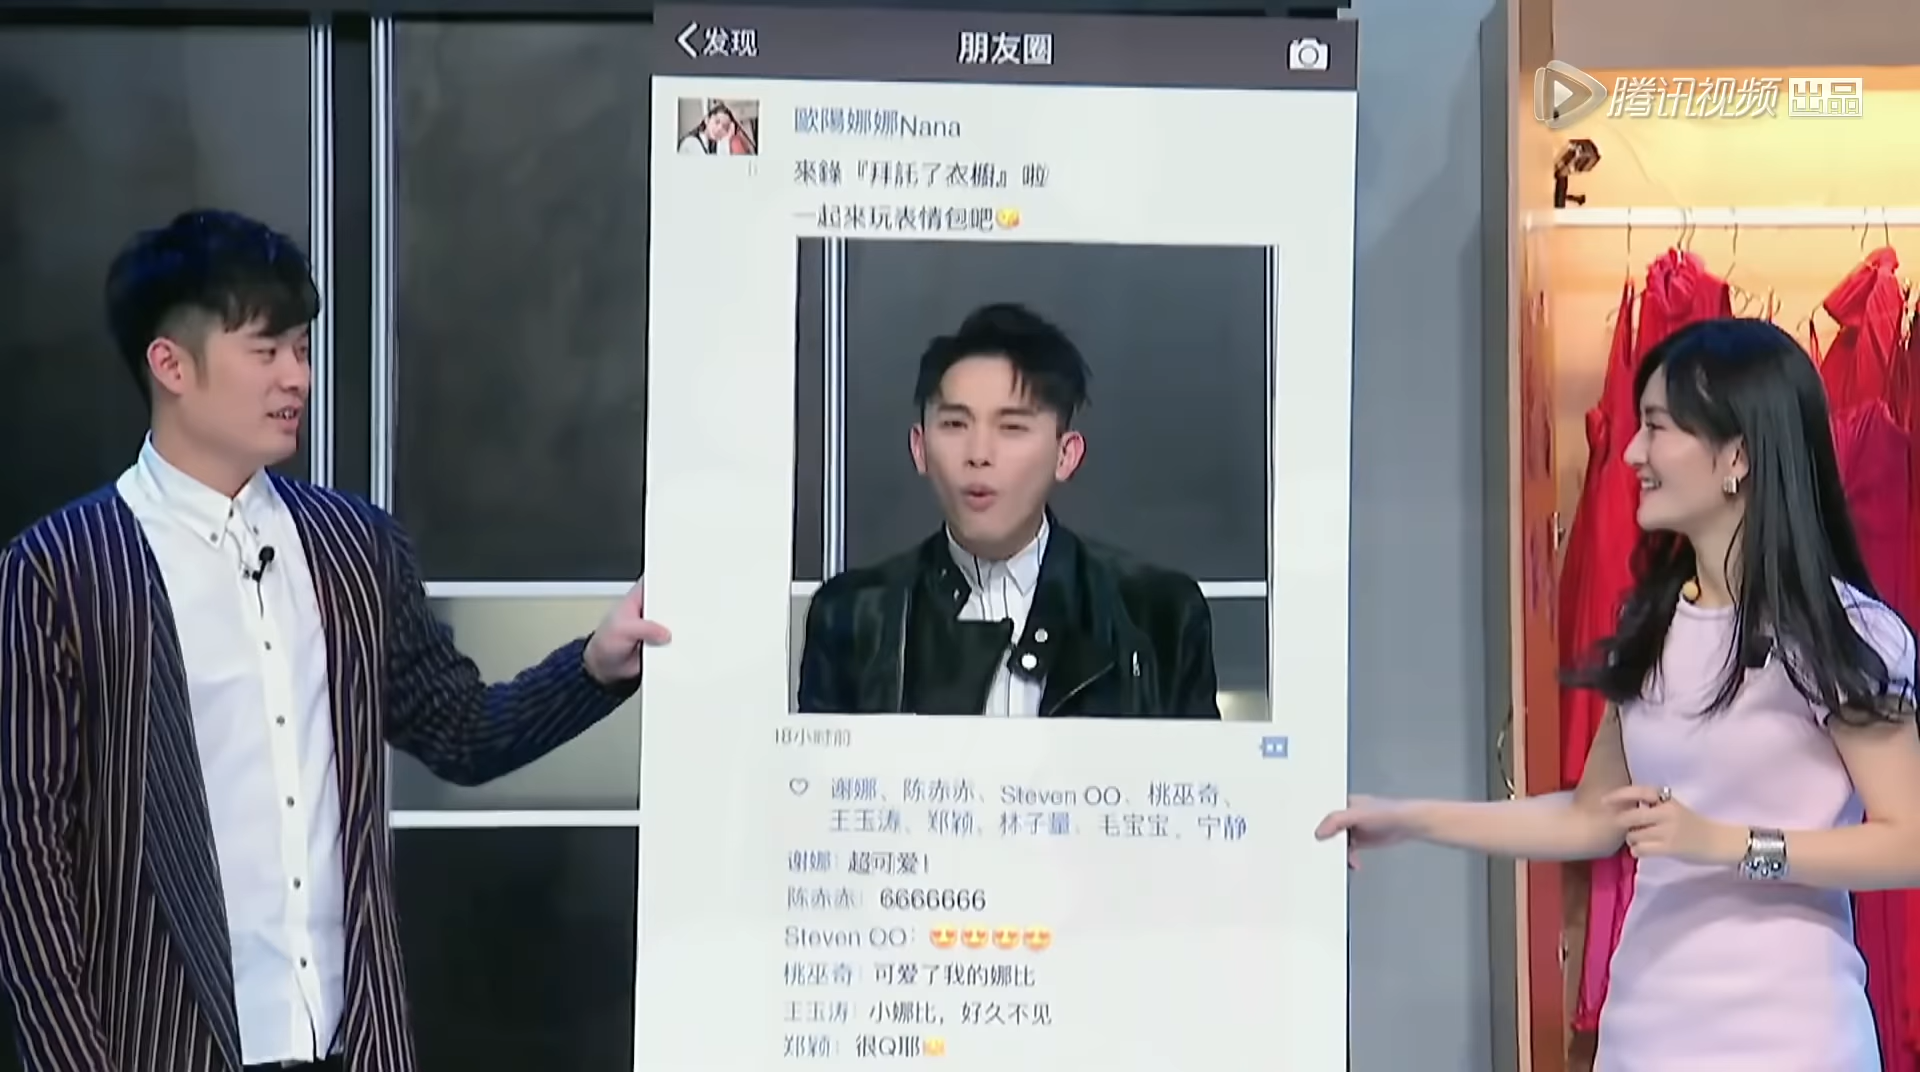 发现
朋友圈
腾讯视频 出品
歐陽娜娜Nana
來錄『拜託了衣櫥』啦
一起來玩表情包吧
18小时前
谢娜、陈赤赤、Steven OO、桃巫奇、
王玉涛、郑颖、林子量、毛宝宝、宁静
谢娜：超可爱！
陈赤赤：6666666
Steven OO：
桃巫奇：可爱了我的娜比
王玉涛：小娜比，好久不见
郑颖：很Q耶